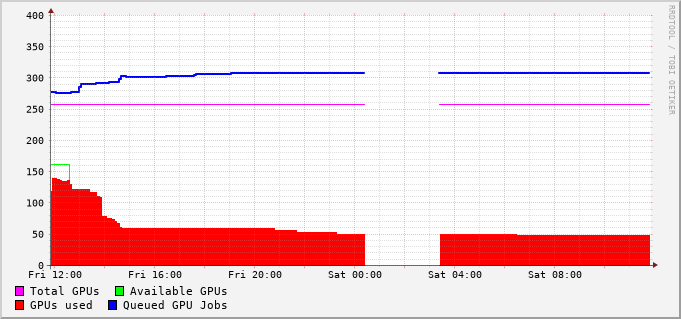 400
350
300
250
200
150
100
50
0
Fri 12:00 Fri 16:00 Fri 20:00 Sat 00:00 Sat 04:00 Sat 08:00
Total GPUs Available GPUs
GPUs used Queued GPU Jobs
RRDTOOL / TOBI OETIKER